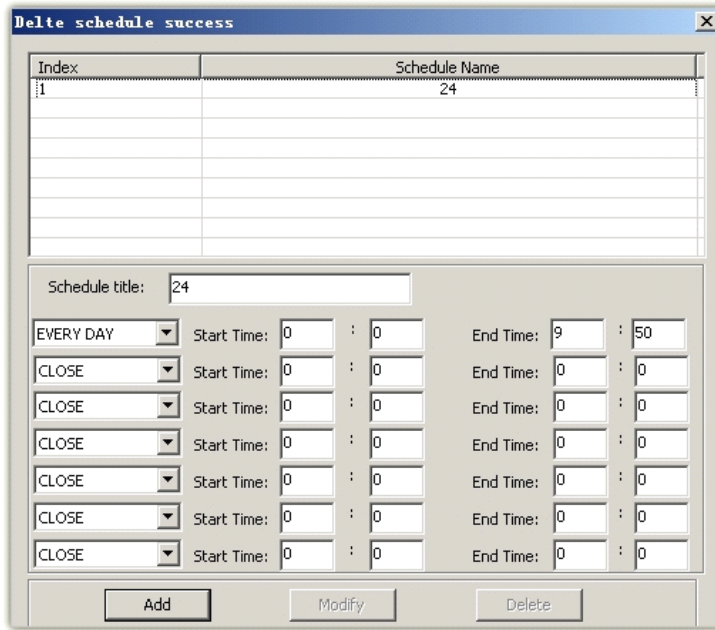 Delte schedule success
Index Schedule Name
1 24
Schedule title: 24
EVERY DAY Start Time: 0 : 0 End Time: 9 : 50
CLOSE Start Time: 0 : 0 End Time: 0 : 0
CLOSE Start Time: 0 : 0 End Time: 0 : 0
CLOSE Start Time: 0 : 0 End Time: 0 : 0
CLOSE Start Time: 0 : 0 End Time: 0 : 0
CLOSE Start Time: 0 : 0 End Time: 0 : 0
CLOSE Start Time: 0 : 0 End Time: 0 : 0
Add Modify Delete